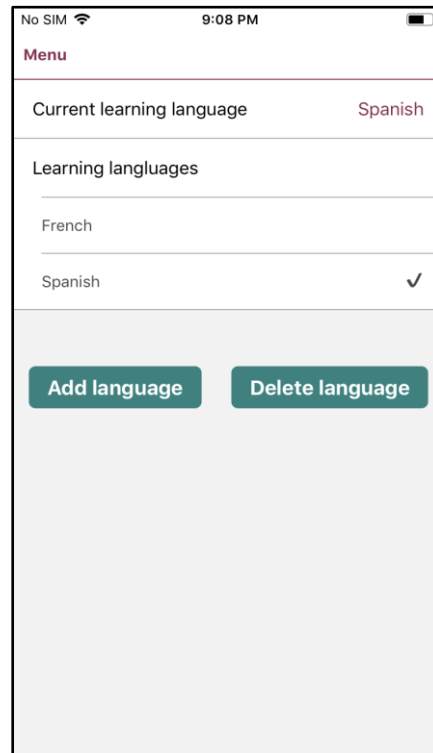 No SIM 9:08 PM
Menu
Current learning language Spanish
Learning langluages
French
Spanish
Add language Delete language